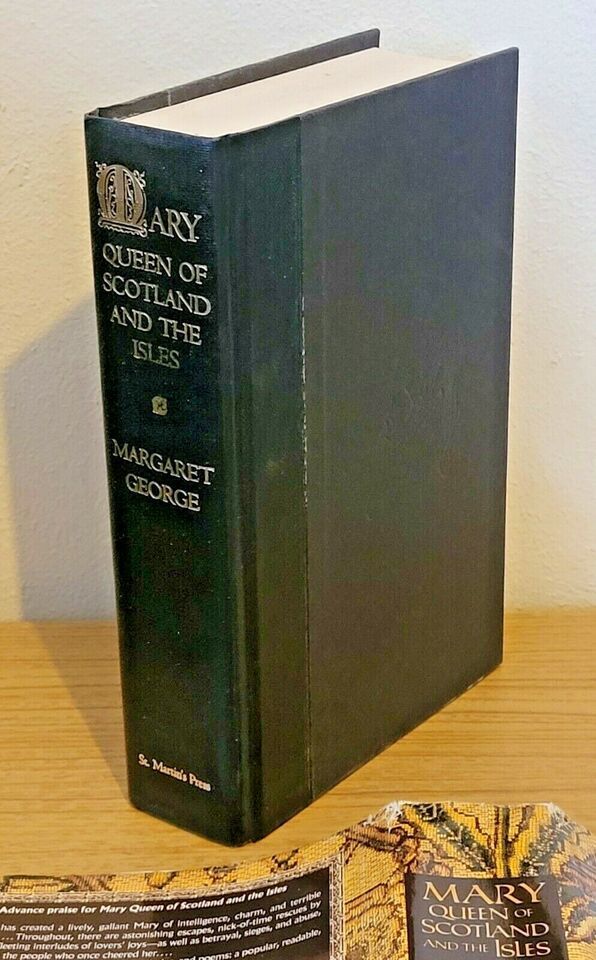 MARY
QUEEN OF
SCOTLAND
AND THE
ISLES
MARGARET
GEORGE
St. Martin's Press
Advance praise for Mary Queen of Scotland and the Isles
has created a lively, gallant Mary of intelligence, charm, and terrible
. . . Throughout, there are astonishing escapes, nick-of-time rescues by
fleeting interludes of lovers' joys—as well as betrayal, sieges, and abuse,
the people who once cheered her. . . .
and poems: a popular, readable,
MARY
QUEEN OF
SCOTLAND
AND THE ISLES